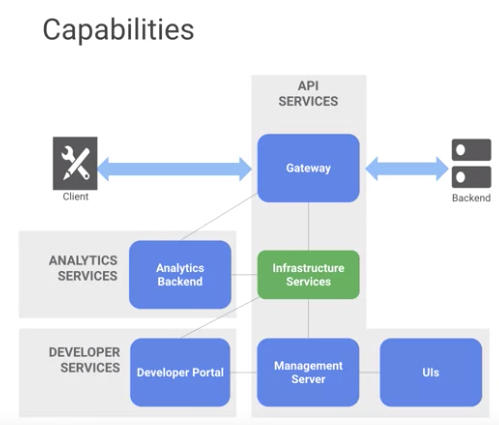 Capabilities
API
SERVICES
Gateway
Client
Backend
ANALYTICS
SERVICES
Analytics
Backend
Infrastructure
Services
DEVELOPER
SERVICES
Developer Portal
Management
Server
UIs